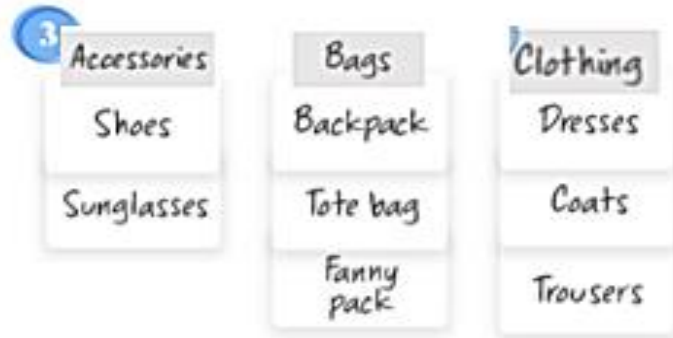 3
Accessories
Shoes
Sunglasses
Bags
Backpack
Tote bag
Fanny
pack
Clothing
Dresses
Coats
Trousers